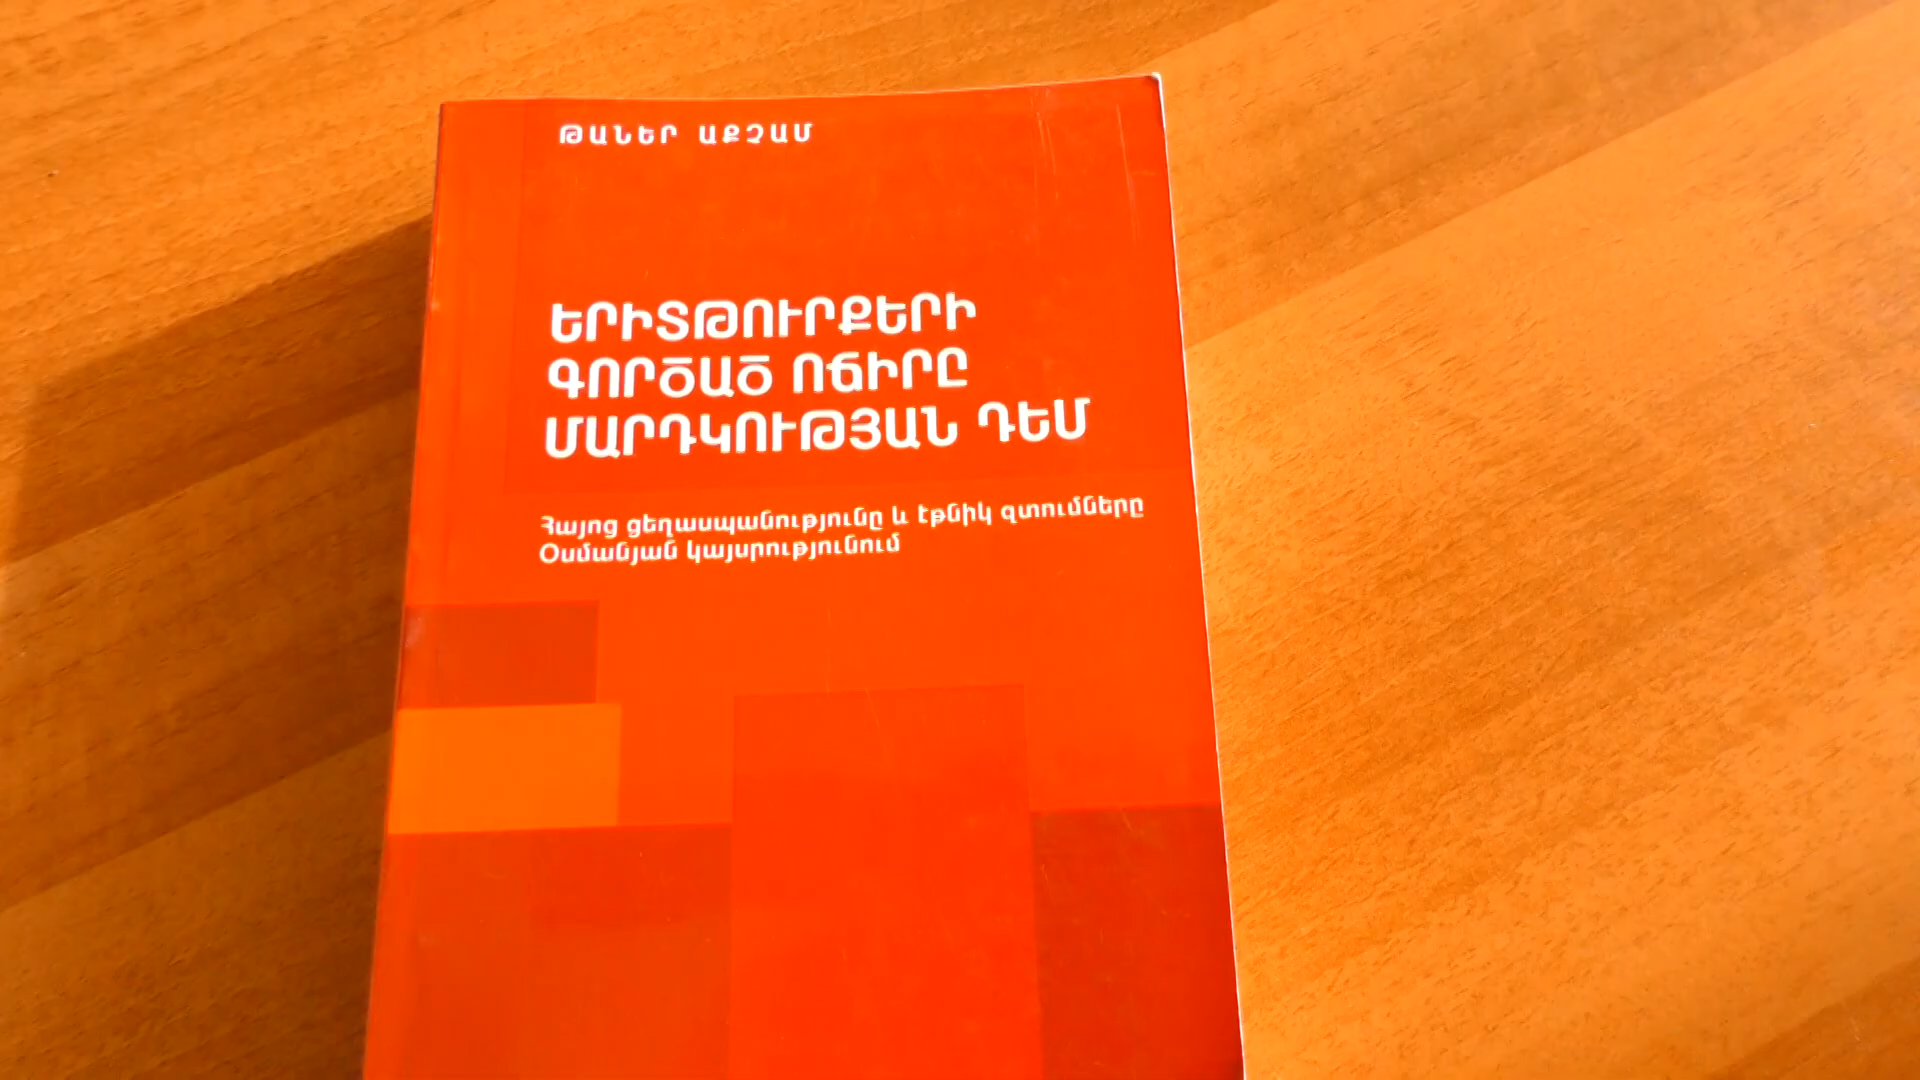 ԹԱՆԵՐ ԱՔՉԱՄ
ԵՐԻՏԹՈՒՐՔԵՐԻ
ԳՈՐԾԱԾ ՈՃԻՐԸ
ՄԱՐԴԿՈՒԹՅԱՆ ԴԵՄ
Հայոց ցեղասպանությունը և էթնիկ զտումները
Օսմանյան կայսրությունում